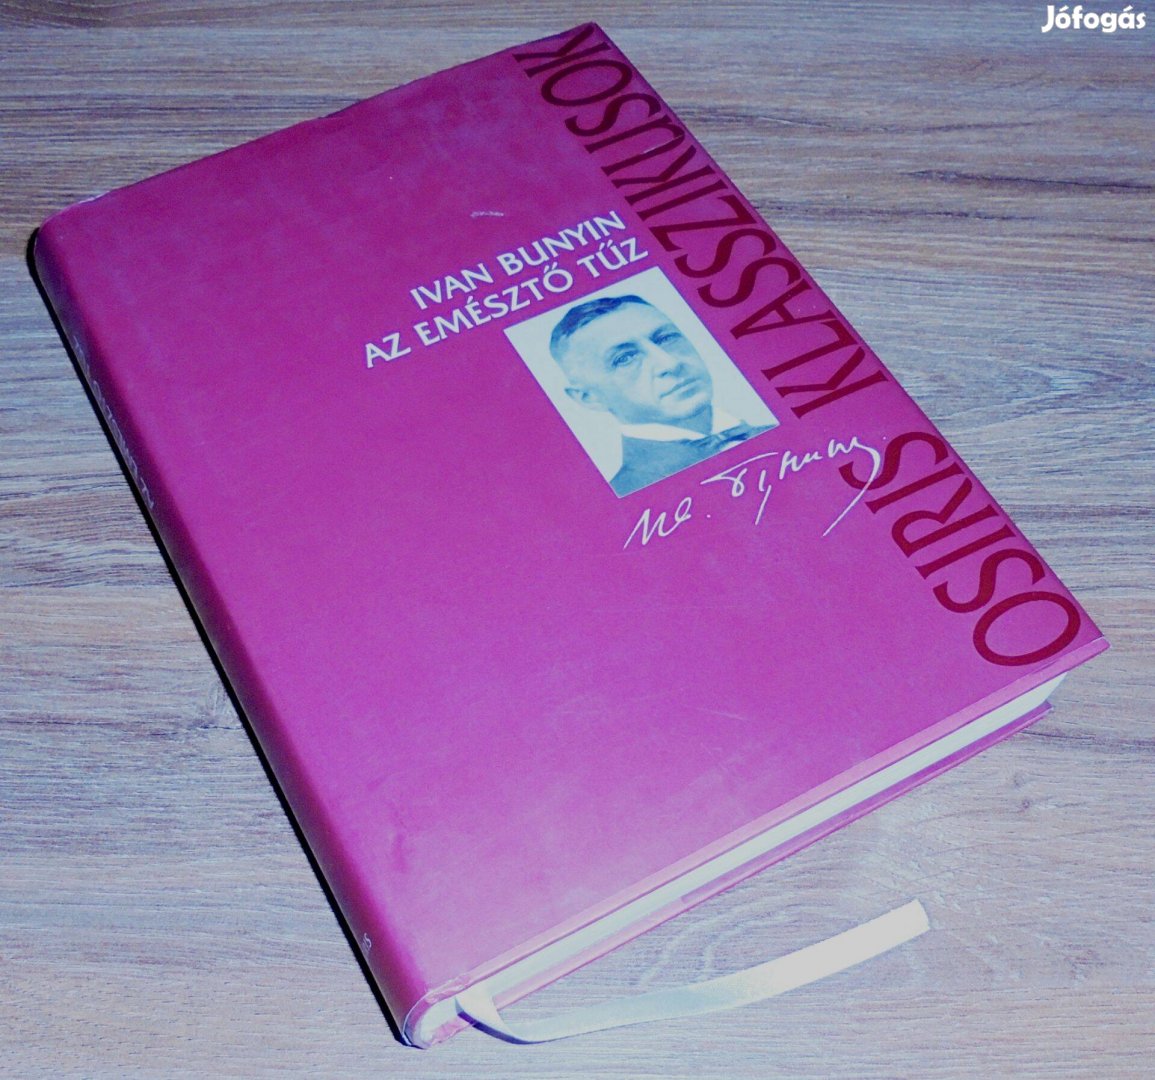 Jófogás
IVAN BUNYIN
AZ EMÉSZTŐ TŰZ
OSIRIS KLASSZIKUSOK